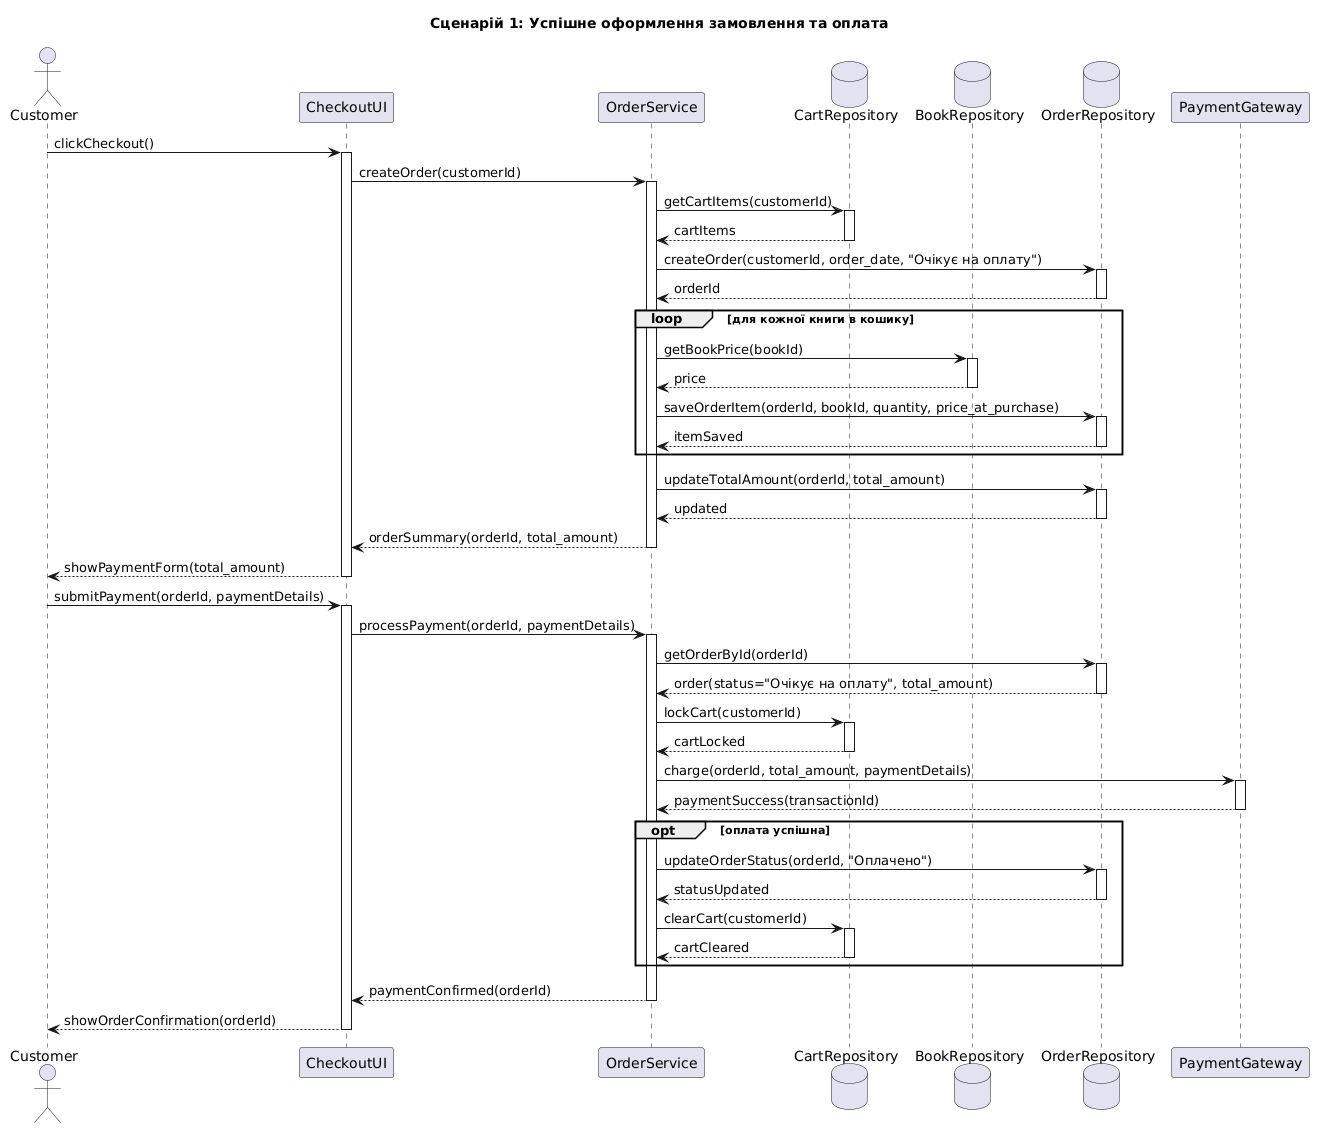 Сценарій 1: Успішне оформлення замовлення та оплата
Customer
CheckoutUI
OrderService
CartRepository
BookRepository
OrderRepository
PaymentGateway
clickCheckout()
createOrder(customerId)
getCartItems(customerId)
cartItems
createOrder(customerId, order_date, "Очікує на оплату")
orderId
loop [для кожної книги в кошику]
getBookPrice(bookId)
price
saveOrderItem(orderId, bookId, quantity, price_at_purchase)
itemSaved
updateTotalAmount(orderId, total_amount)
updated
orderSummary(orderId, total_amount)
showPaymentForm(total_amount)
submitPayment(orderId, paymentDetails)
processPayment(orderId, paymentDetails)
getOrderById(orderId)
order(status="Очікує на оплату", total_amount)
lockCart(customerId)
cartLocked
charge(orderId, total_amount, paymentDetails)
paymentSuccess(transactionId)
opt [оплата успішна]
updateOrderStatus(orderId, "Оплачено")
statusUpdated
clearCart(customerId)
cartCleared
paymentConfirmed(orderId)
showOrderConfirmation(orderId)
Customer
CheckoutUI
OrderService
CartRepository
BookRepository
OrderRepository
PaymentGateway